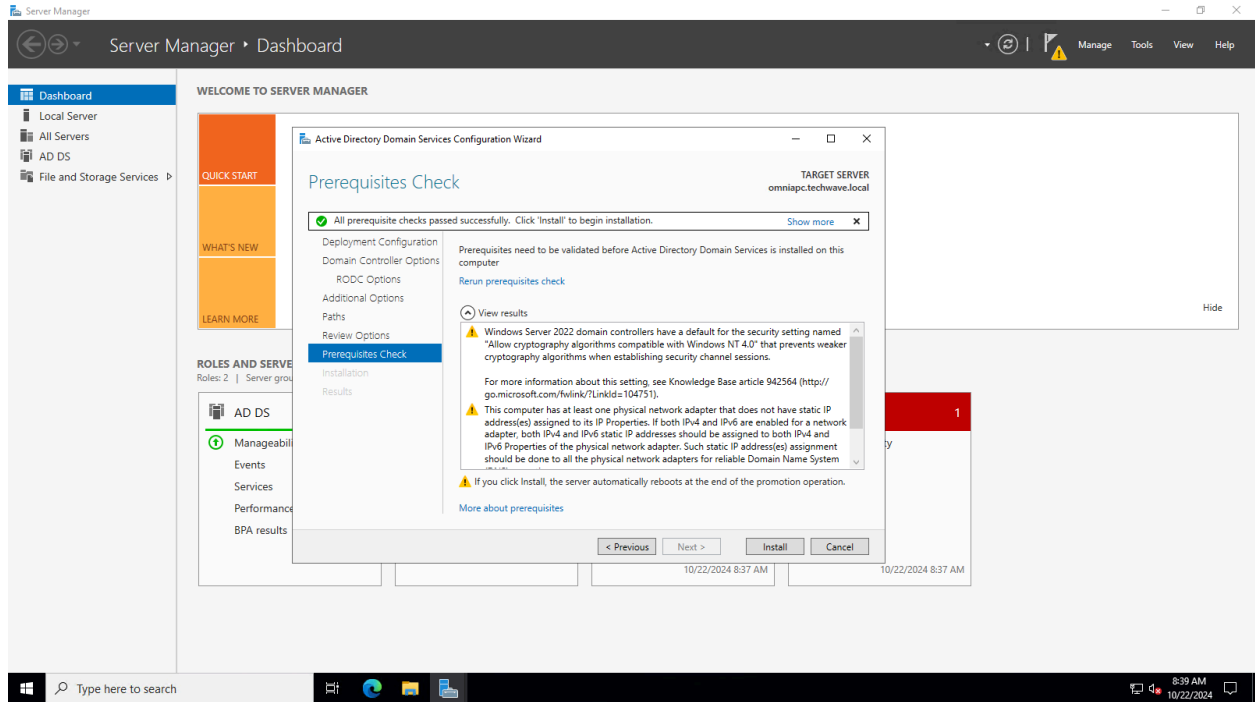 Server Manager
Server Manager • Dashboard
Manage Tools View Help
Dashboard
Local Server
All Servers
AD DS
File and Storage Services
WELCOME TO SERVER MANAGER
QUICK START
WHAT'S NEW
LEARN MORE
Hide
ROLES AND SERVE
Roles: 2 | Server grou
AD DS
Manageabili
Events
Services
Performance
BPA results
1
ty
10/22/2024 8:37 AM
10/22/2024 8:37 AM
Active Directory Domain Services Configuration Wizard
Prerequisites Check
TARGET SERVER
omniapc.techwave.local
All prerequisite checks passed successfully. Click 'Install' to begin installation.
Show more
Deployment Configuration
Domain Controller Options
RODC Options
Additional Options
Paths
Review Options
Prerequisites Check
Installation
Results
Prerequisites need to be validated before Active Directory Domain Services is installed on this
computer
Rerun prerequisites check
View results
Windows Server 2022 domain controllers have a default for the security setting named
"Allow cryptography algorithms compatible with Windows NT 4.0" that prevents weaker
cryptography algorithms when establishing security channel sessions.
For more information about this setting, see Knowledge Base article 942564 (http://
go.microsoft.com/fwlink/?LinkId=104751).
This computer has at least one physical network adapter that does not have static IP
address(es) assigned to its IP Properties. If both IPv4 and IPv6 are enabled for a network
adapter, both IPv4 and IPv6 static IP addresses should be assigned to both IPv4 and
IPv6 Properties of the physical network adapter. Such static IP address(es) assignment
should be done to all the physical network adapters for reliable Domain Name System
If you click Install, the server automatically reboots at the end of the promotion operation.
More about prerequisites
< Previous
Next >
Install
Cancel
Type here to search
8:39 AM
10/22/2024